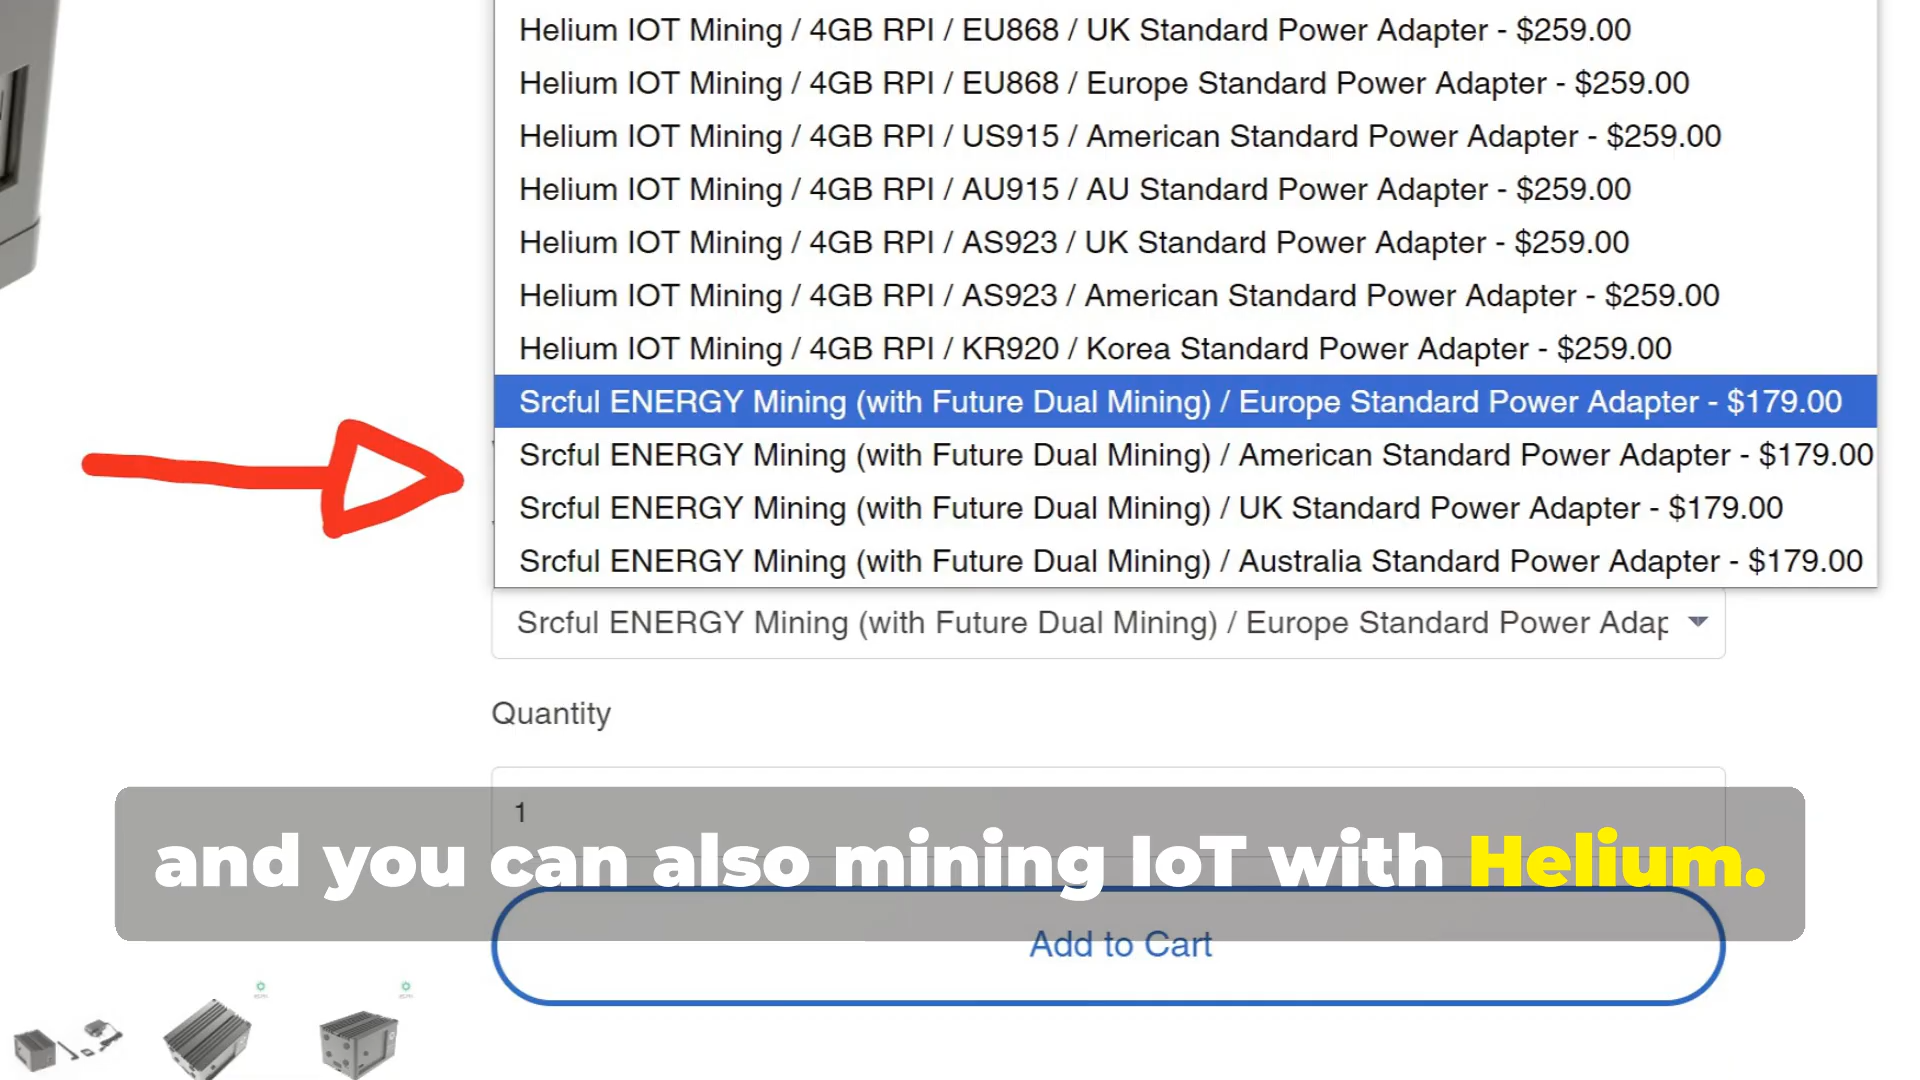 Helium IOT Mining / 4GB RPI / EU868 / UK Standard Power Adapter - $259.00
Helium IOT Mining / 4GB RPI / EU868 / Europe Standard Power Adapter - $259.00
Helium IOT Mining / 4GB RPI / US915 / American Standard Power Adapter - $259.00
Helium IOT Mining / 4GB RPI / AU915 / AU Standard Power Adapter - $259.00
Helium IOT Mining / 4GB RPI / AS923 / UK Standard Power Adapter - $259.00
Helium IOT Mining / 4GB RPI / AS923 / American Standard Power Adapter - $259.00
Helium IOT Mining / 4GB RPI / KR920 / Korea Standard Power Adapter - $259.00
Srcful ENERGY Mining (with Future Dual Mining) / Europe Standard Power Adapter - $179.00
Srcful ENERGY Mining (with Future Dual Mining) / American Standard Power Adapter - $179.00
Srcful ENERGY Mining (with Future Dual Mining) / UK Standard Power Adapter - $179.00
Srcful ENERGY Mining (with Future Dual Mining) / Australia Standard Power Adapter - $179.00
Srcful ENERGY Mining (with Future Dual Mining) / Europe Standard Power Adap
Quantity
1
and you can also mining IoT with Helium.
Add to Cart